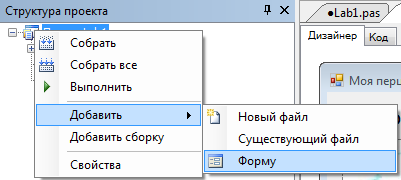 Структура проекта
●Lab1.pas
Дизайнер Код
Собрать
Собрать все
Выполнить
Добавить
Добавить сборку
Свойства
Новый файл
Существующий файл
Форму
Моя перш